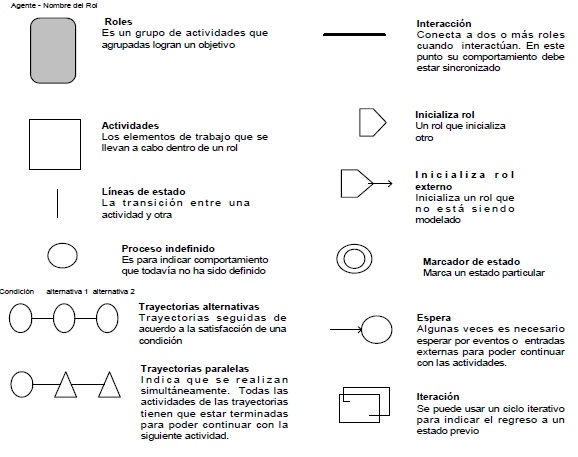 Agente - Nombre del Rol
Roles
Es un grupo de actividades que
agrupadas logran un objetivo
Actividades
Los elementos de trabajo que se
llevan a cabo dentro de un rol
Líneas de estado
La transición entre una
actividad y otra
Proceso indefinido
Es para indicar comportamiento
que todavía no ha sido definido
Condición alternativa 1 alternativa 2
Trayectorias alternativas
Trayectorias seguidas de
acuerdo a la satisfacción de una
condición
Trayectorias paralelas
Indica que se realizan
simultáneamente. Todas las
actividades de las trayectorias
tienen que estar terminadas
para poder continuar con la
siguiente actividad.
Interacción
Conecta a dos o más roles
cuando interactúan. En este
punto su comportamiento debe
estar sincronizado
Inicializa rol
Un rol que inicializa
otro
Inicializa rol
externo
Inicializa un rol que
no está siendo
modelado
Marcador de estado
Marca un estado particular
Espera
Algunas veces es necesario
esperar por eventos o entradas
externas para poder continuar
con las actividades.
Iteración
Se puede usar un ciclo iterativo
para indicar el regreso a un
estado previo